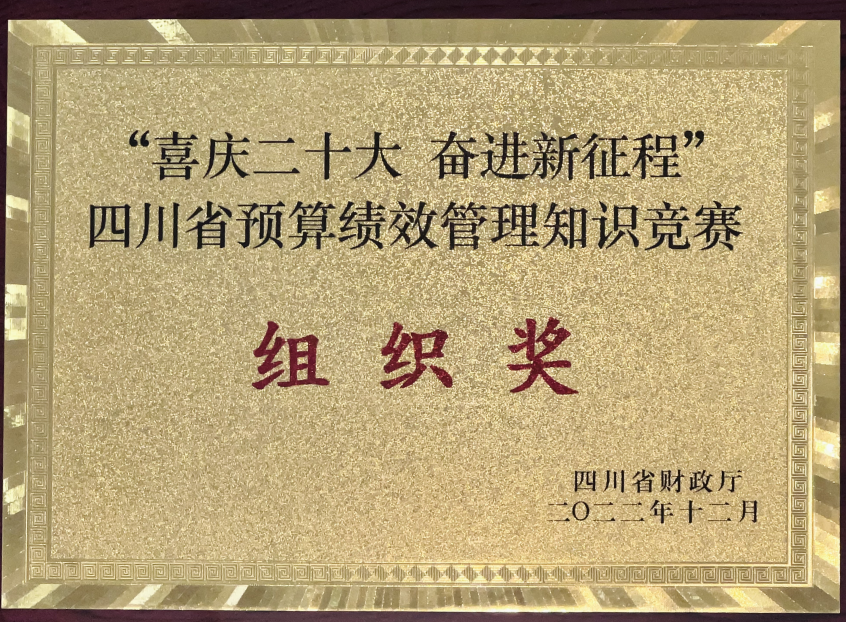 “喜庆二十大 奋进新征程”
四川省预算绩效管理知识竞赛
组织奖
四川省财政厅
二〇二二年十二月